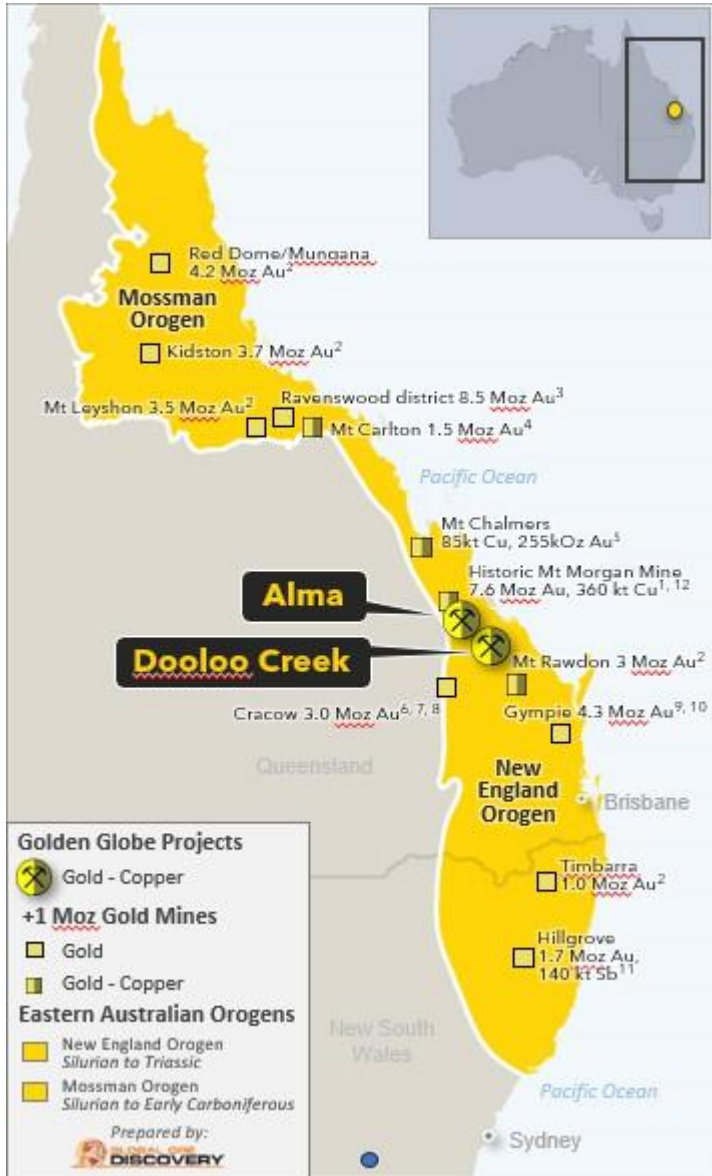 Red Dome/Mungana
4.2 Moz Au²
Mossman
Orogen
Kidston 3.7 Moz Au²
Ravenswood district 8.5 Moz Au³
Mt Leyshon 3.5 Moz Au²
Mt Carlton 1.5 Moz Au⁴
Pacific Ocean
Mt Chalmers
85kt Cu, 255kOz Au⁵
Historic Mt Morgan Mine
7.6 Moz Au, 360 kt Cu¹˒ ¹²
Alma
Dooloo Creek
Mt Rawdon 3 Moz Au²
Cracow 3.0 Moz Au⁶˒ ⁷˒ ⁸
Gympie 4.3 Moz Au⁹˒ ¹⁰
Queensland
New
England
Orogen
Brisbane
Timbarra
1.0 Moz Au²
Hillgrove
1.7 Moz Au,
140 kt Sb¹¹
New South
Wales
Pacific Ocean
Sydney
Golden Globe Projects
Gold - Copper
+1 Moz Gold Mines
Gold
Gold - Copper
Eastern Australian Orogens
New England Orogen
Silurian to Triassic
Mossman Orogen
Silurian to Early Carboniferous
Prepared by:
GLOBAL ORE
DISCOVERY